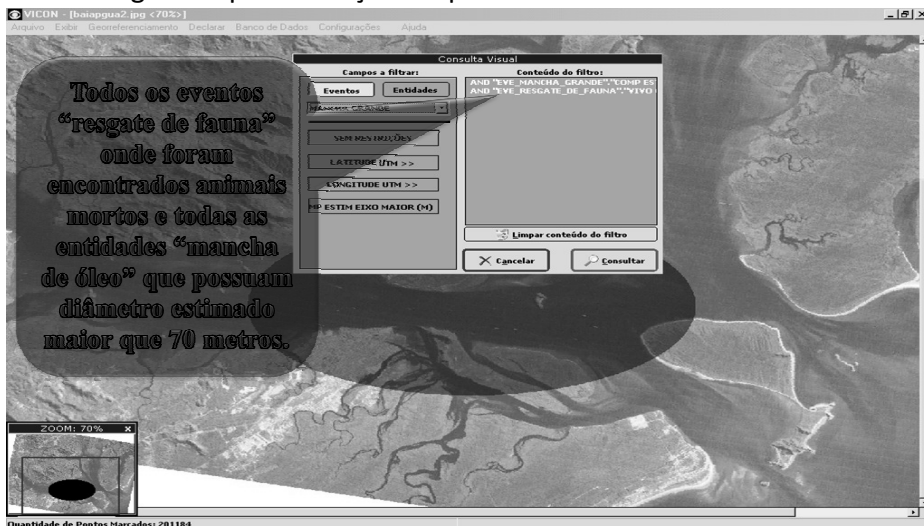 VICON - [baiapgua2.jpg <70%>]
Arquivo Exibir Georreferenciamento Declarar Banco de Dados Configurações Ajuda
Consulta Visual
Campos a filtrar:
Conteúdo do filtro:
Eventos
Entidades
AND "EVE_MANCHA_GRANDE"."COMP ES
AND "EVE_RESGATE_DE_FAUNA"."VIVO
MANCHA GRANDE
SEM RESTRIÇÕES
LATITUDE UTM >>
LONGITUDE UTM >>
MP ESTIM EIXO MAIOR (M)
Limpar conteúdo do filtro
Cancelar
Consultar
Todos os eventos
“resgate de fauna”
onde foram
encontrados animais
mortos e todas as
entidades “mancha
de óleo” que possuam
diâmetro estimado
maior que 70 metros.
ZOOM: 70%
Quantidade de Pontos Marcados: 201184